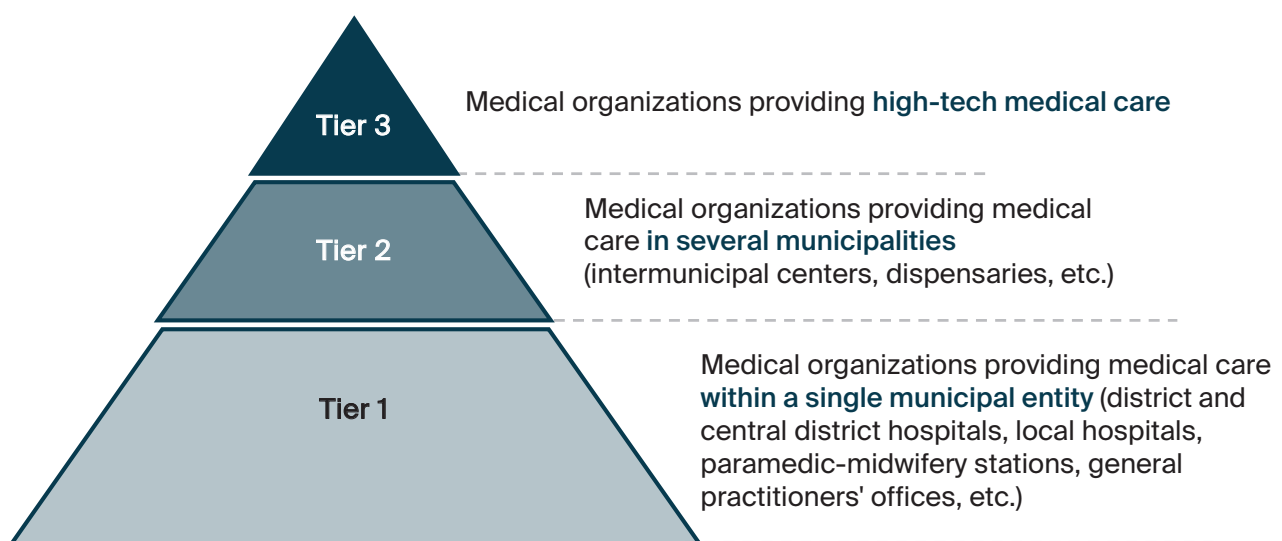 Tier 3
Medical organizations providing high-tech medical care
Tier 2
Medical organizations providing medical
care in several municipalities
(intermunicipal centers, dispensaries, etc.)
Tier 1
Medical organizations providing medical care
within a single municipal entity (district and
central district hospitals, local hospitals,
paramedic-midwifery stations, general
practitioners' offices, etc.)